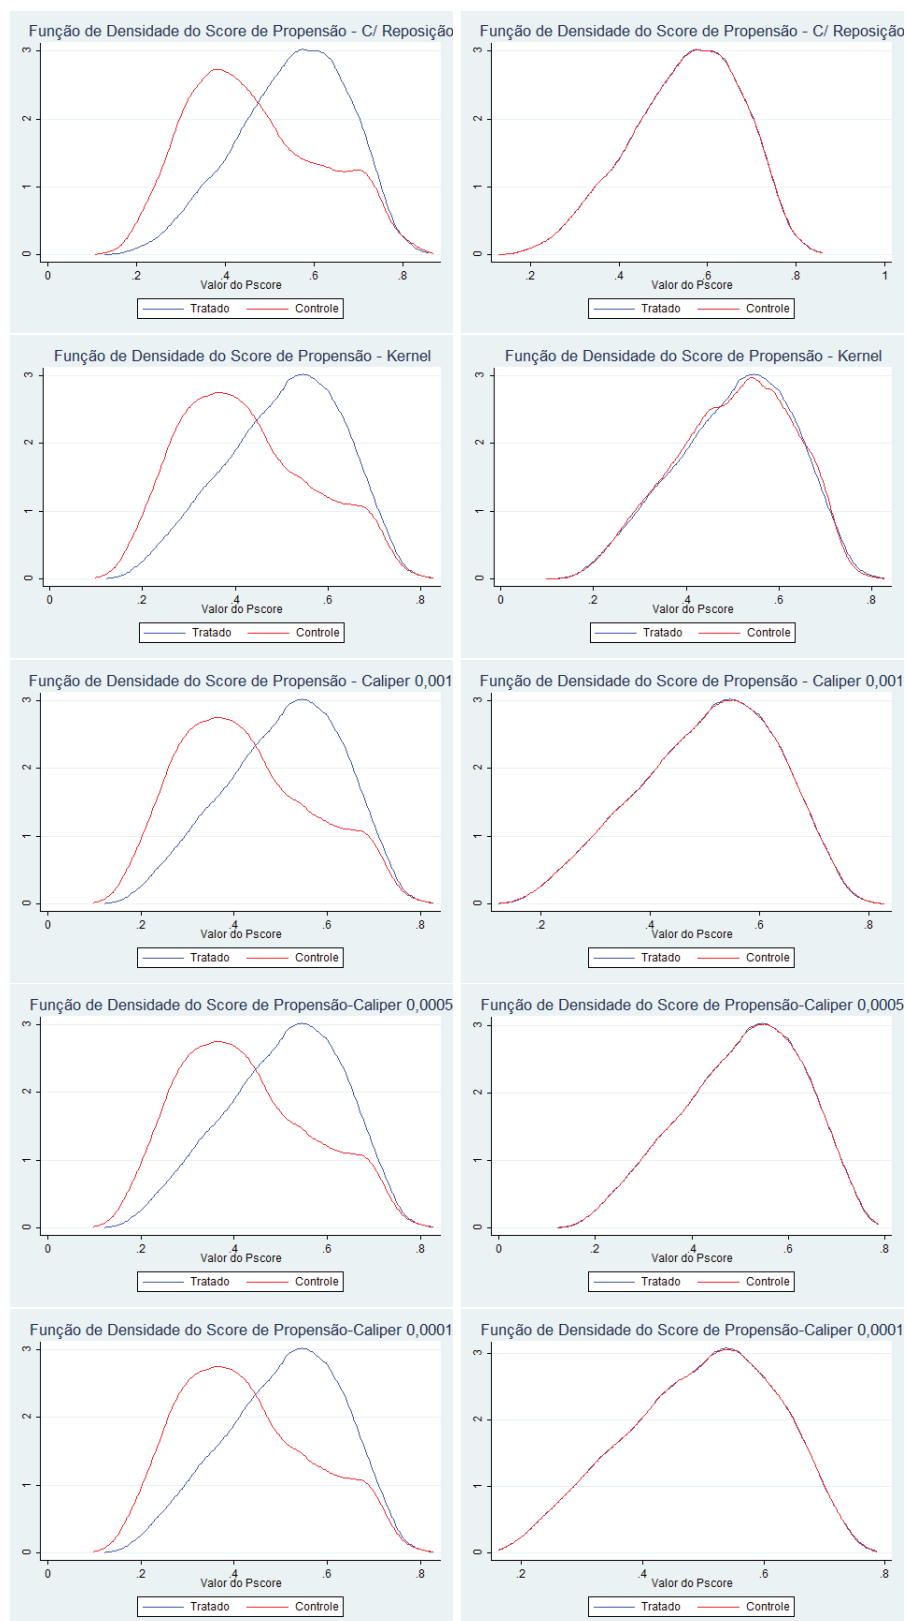 Função de Densidade do Score de Propensão - C/ Reposição
3
2
1
0
0 .2 .4 .6 .8
Valor do Pscore
Tratado Controle
Função de Densidade do Score de Propensão - C/ Reposição
3
2
1
0
.2 .4 .6 .8 1
Valor do Pscore
Tratado Controle
Função de Densidade do Score de Propensão - Kernel
3
2
1
0
0 .2 .4 .6 .8
Valor do Pscore
Tratado Controle
Função de Densidade do Score de Propensão - Kernel
3
2
1
0
0 .2 .4 .6 .8
Valor do Pscore
Tratado Controle
Função de Densidade do Score de Propensão - Caliper 0,001
3
2
1
0
0 .2 .4 .6 .8
Valor do Pscore
Tratado Controle
Função de Densidade do Score de Propensão - Caliper 0,001
3
2
1
0
.2 .4 .6 .8
Valor do Pscore
Tratado Controle
Função de Densidade do Score de Propensão-Caliper 0,0005
3
2
1
0
0 .2 .4 .6 .8
Valor do Pscore
Tratado Controle
Função de Densidade do Score de Propensão-Caliper 0,0005
3
2
1
0
0 .2 .4 .6 .8
Valor do Pscore
Tratado Controle
Função de Densidade do Score de Propensão-Caliper 0,0001
3
2
1
0
0 .2 .4 .6 .8
Valor do Pscore
Tratado Controle
Função de Densidade do Score de Propensão-Caliper 0,0001
3
2
1
0
.2 .4 .6 .8
Valor do Pscore
Tratado Controle